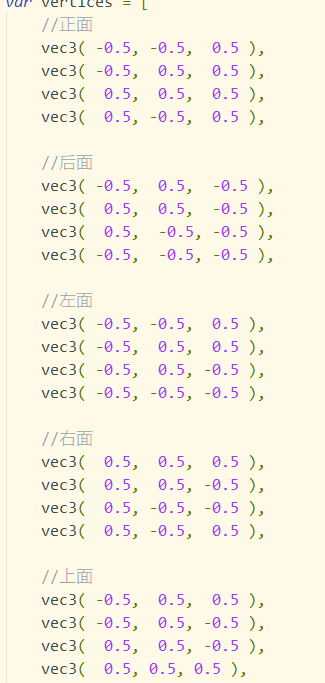 var vertices = [
//正面
vec3( -0.5, -0.5,  0.5 ),
vec3( -0.5,  0.5,  0.5 ),
vec3(  0.5,  0.5,  0.5 ),
vec3(  0.5, -0.5,  0.5 ),
//后面
vec3( -0.5,  0.5,  -0.5 ),
vec3(  0.5,  0.5,  -0.5 ),
vec3(  0.5,  -0.5, -0.5 ),
vec3( -0.5,  -0.5, -0.5 ),
//左面
vec3( -0.5, -0.5,  0.5 ),
vec3( -0.5,  0.5,  0.5 ),
vec3( -0.5,  0.5, -0.5 ),
vec3( -0.5, -0.5, -0.5 ),
//右面
vec3(  0.5,  0.5,  0.5 ),
vec3(  0.5,  0.5, -0.5 ),
vec3(  0.5, -0.5, -0.5 ),
vec3(  0.5, -0.5,  0.5 ),
//上面
vec3( -0.5,  0.5,  0.5 ),
vec3( -0.5,  0.5, -0.5 ),
vec3(  0.5,  0.5, -0.5 ),
vec3(  0.5, 0.5, 0.5 ),